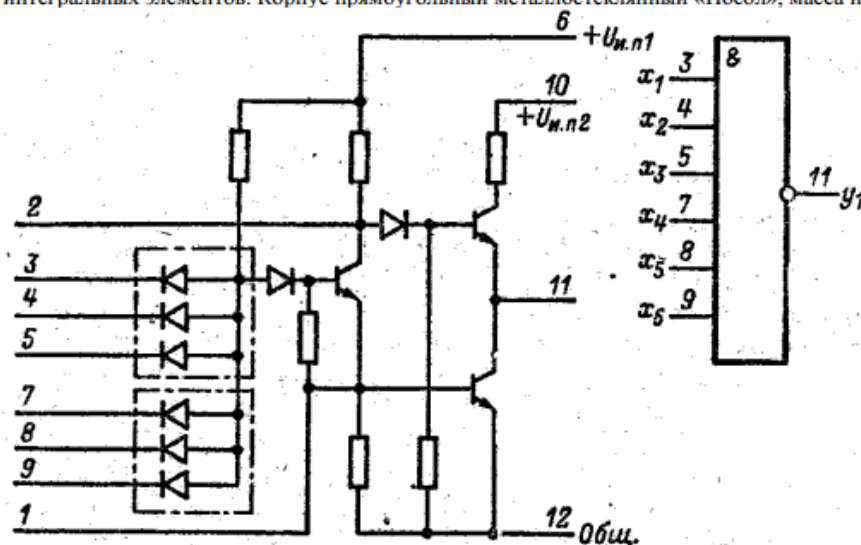 интегральных элементов. Корпус прямоугольный металлостеклянный «Посол», масса н
6 +Uи.п1
10
+Uи.п2
2
3
4
5
7
8
9
1
11
12 Общ.
&
x1 3
x2 4
x3 5
x4 7
x5 8
x6 9
11 y1